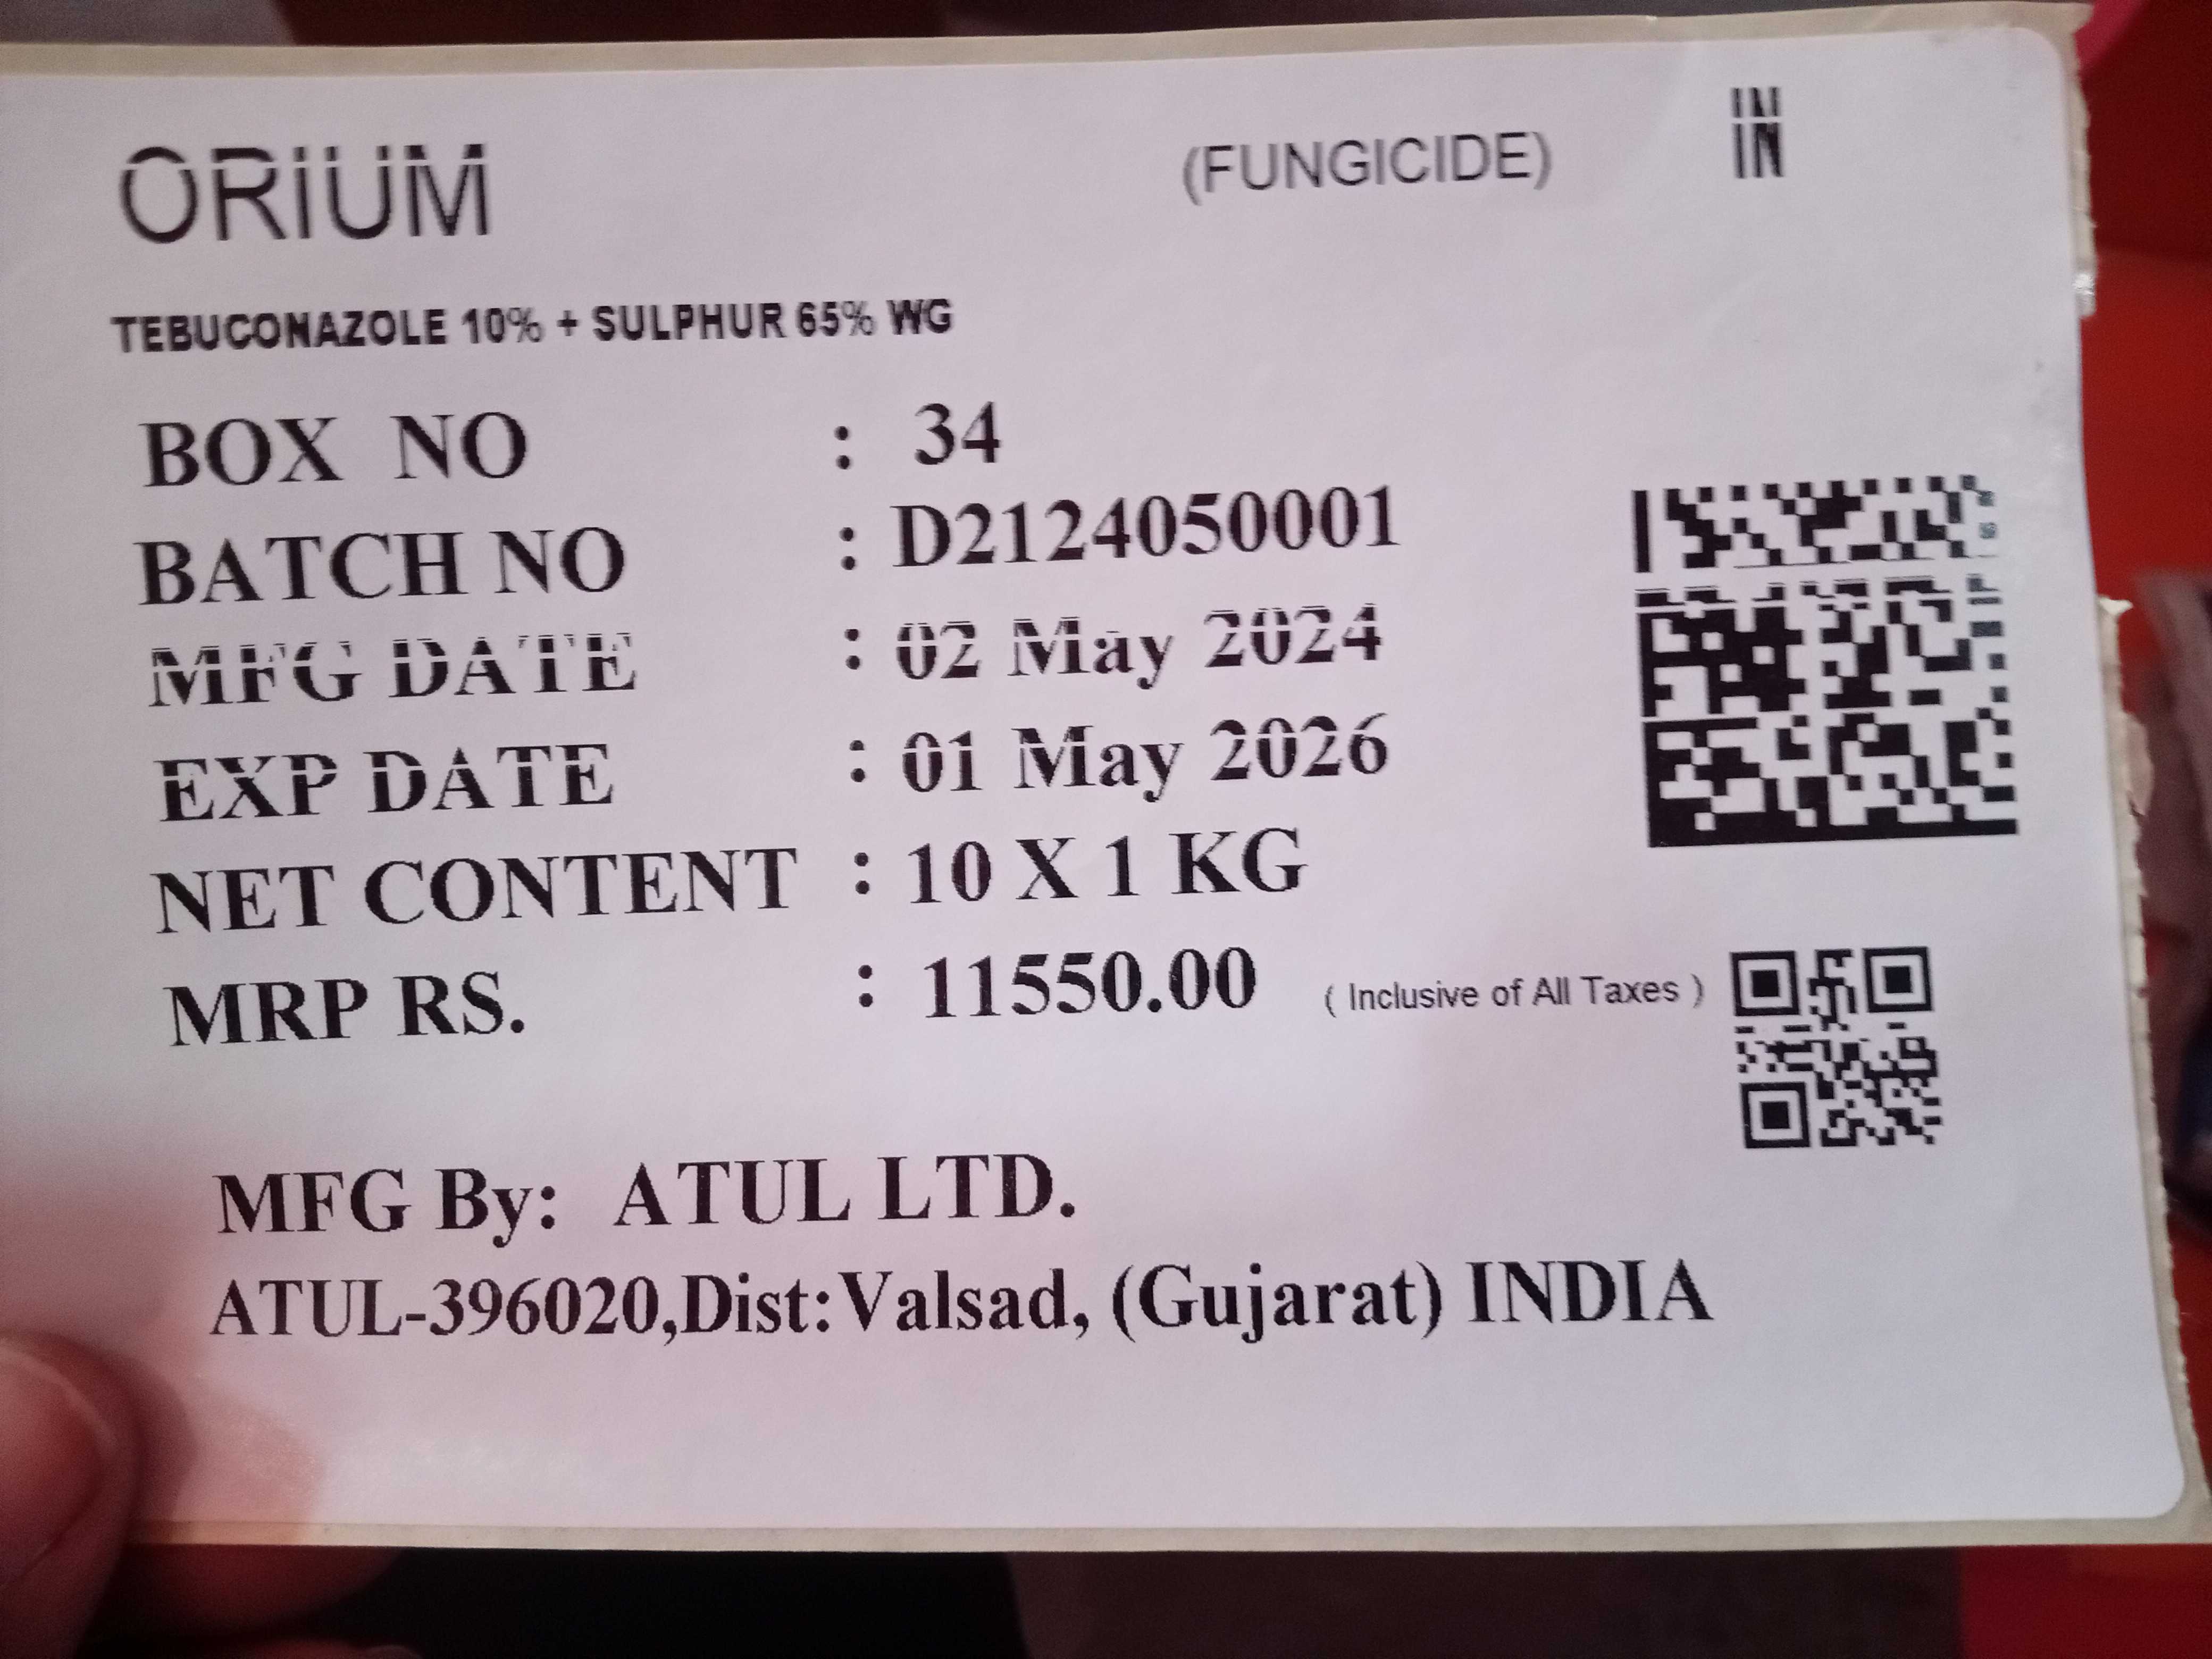 ORIUM (FUNGICIDE) IN
TEBUCONAZOLE 10% + SULPHUR 65% WG
BOX NO : 34
BATCH NO : D2124050001
MFG DATE : 02 May 2024
EXP DATE : 01 May 2026
NET CONTENT : 10 X 1 KG
MRP RS. : 11550.00 ( Inclusive of All Taxes )
MFG By: ATUL LTD.
ATUL-396020,Dist:Valsad, (Gujarat) INDIA